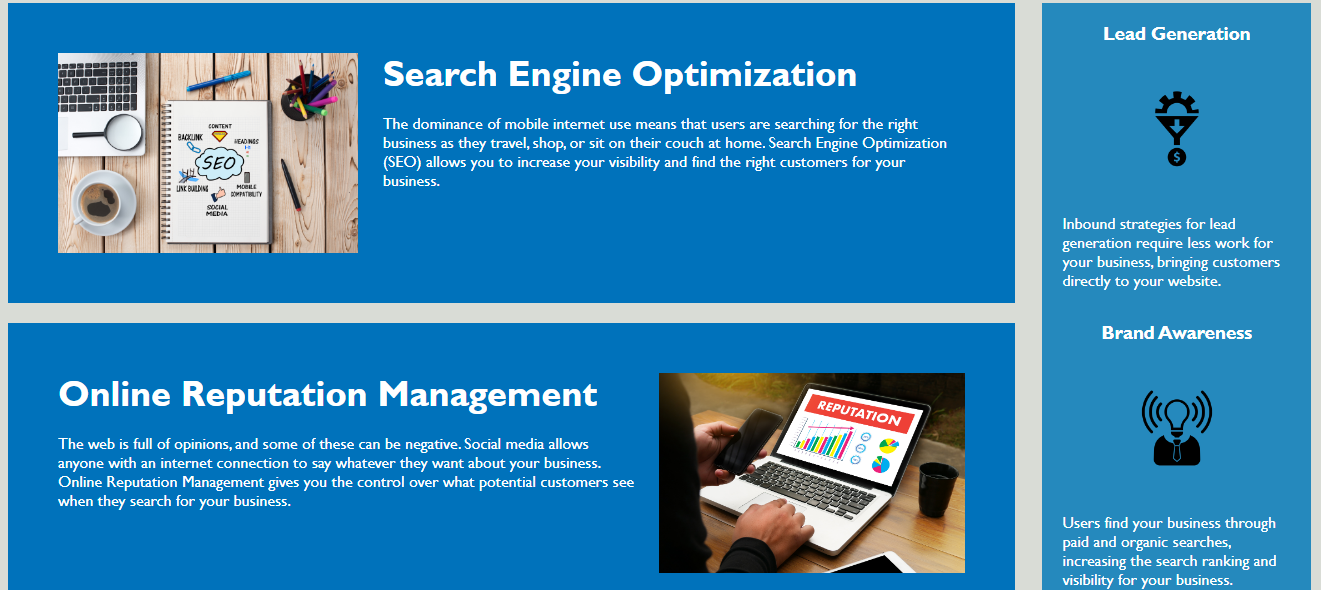 Search Engine Optimization
The dominance of mobile internet use means that users are searching for the right
business as they travel, shop, or sit on their couch at home. Search Engine Optimization
(SEO) allows you to increase your visibility and find the right customers for your
business.
CONTENT
BACKLINK
HEADINGS
SEO
LINK BUILDING
MOBILE
COMPATIBILITY
SOCIAL
MEDIA
Online Reputation Management
The web is full of opinions, and some of these can be negative. Social media allows
anyone with an internet connection to say whatever they want about your business.
Online Reputation Management gives you the control over what potential customers see
when they search for your business.
REPUTATION
Lead Generation
$
Inbound strategies for lead
generation require less work for
your business, bringing customers
directly to your website.
Brand Awareness
Users find your business through
paid and organic searches,
increasing the search ranking and
visibility for your business.